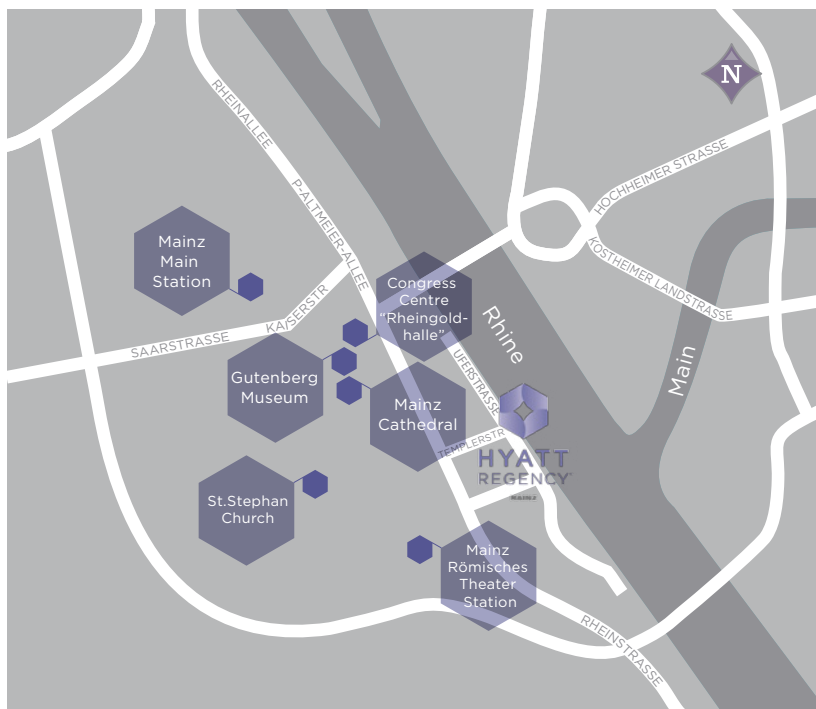 N
RHEINALLEE
HOCHHEIMER STRASSE
P-ALTMEIER-ALLEE
Mainz
Main
Station
KOSTHEIMER LANDSTRASSE
Congress
Centre
“Rheingold-
halle”
KAISERSTR
SAARSTRASSE
Rhine
Main
UFERSTRASSE
Gutenberg
Museum
Mainz
Cathedral
TEMPLERSTR
HYATT
REGENCY
St.Stephan
Church
Mainz
Römisches
Theater
Station
RHEINSTRASSE